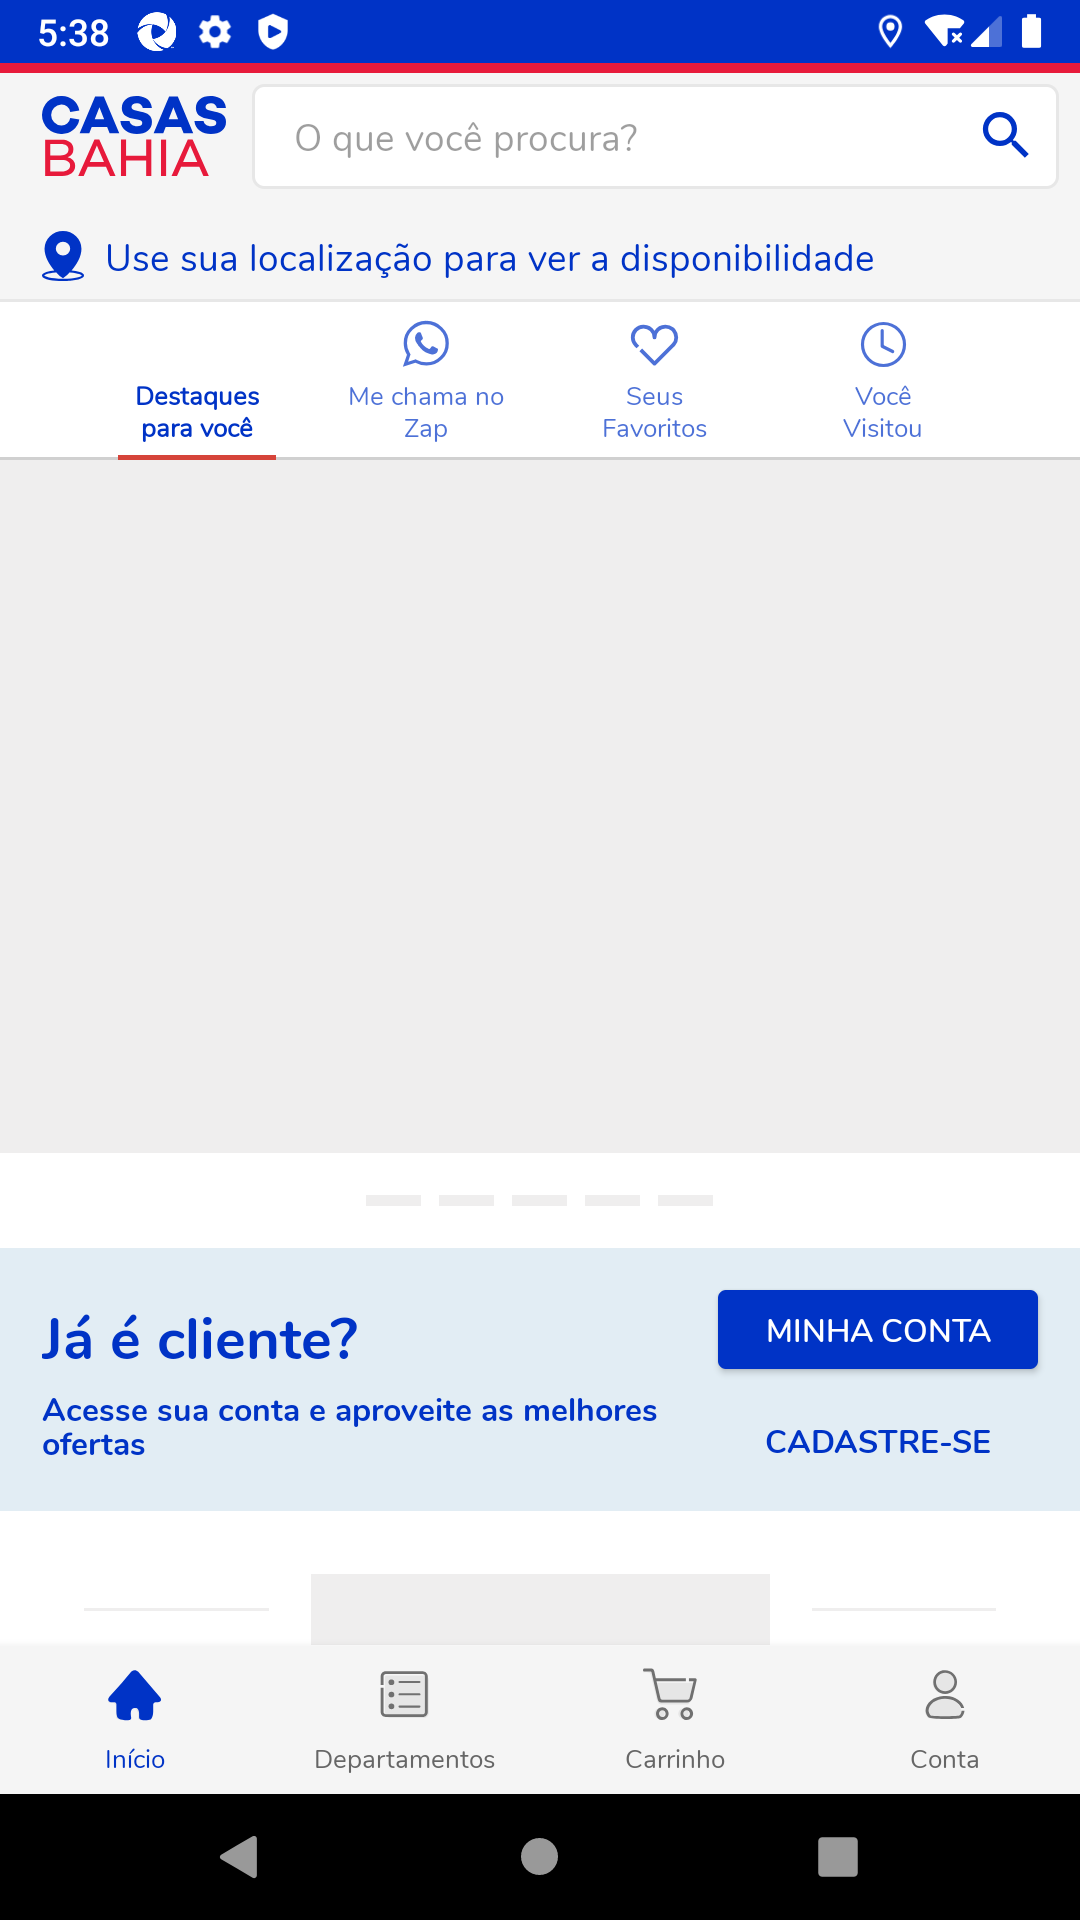 5:38
CASAS
BAHIA
O que você procura?
Use sua localização para ver a disponibilidade
Destaques
para você
Me chama no
Zap
Seus
Favoritos
Você
Visitou
Já é cliente?
MINHA CONTA
Acesse sua conta e aproveite as melhores
ofertas
CADASTRE-SE
Início
Departamentos
Carrinho
Conta